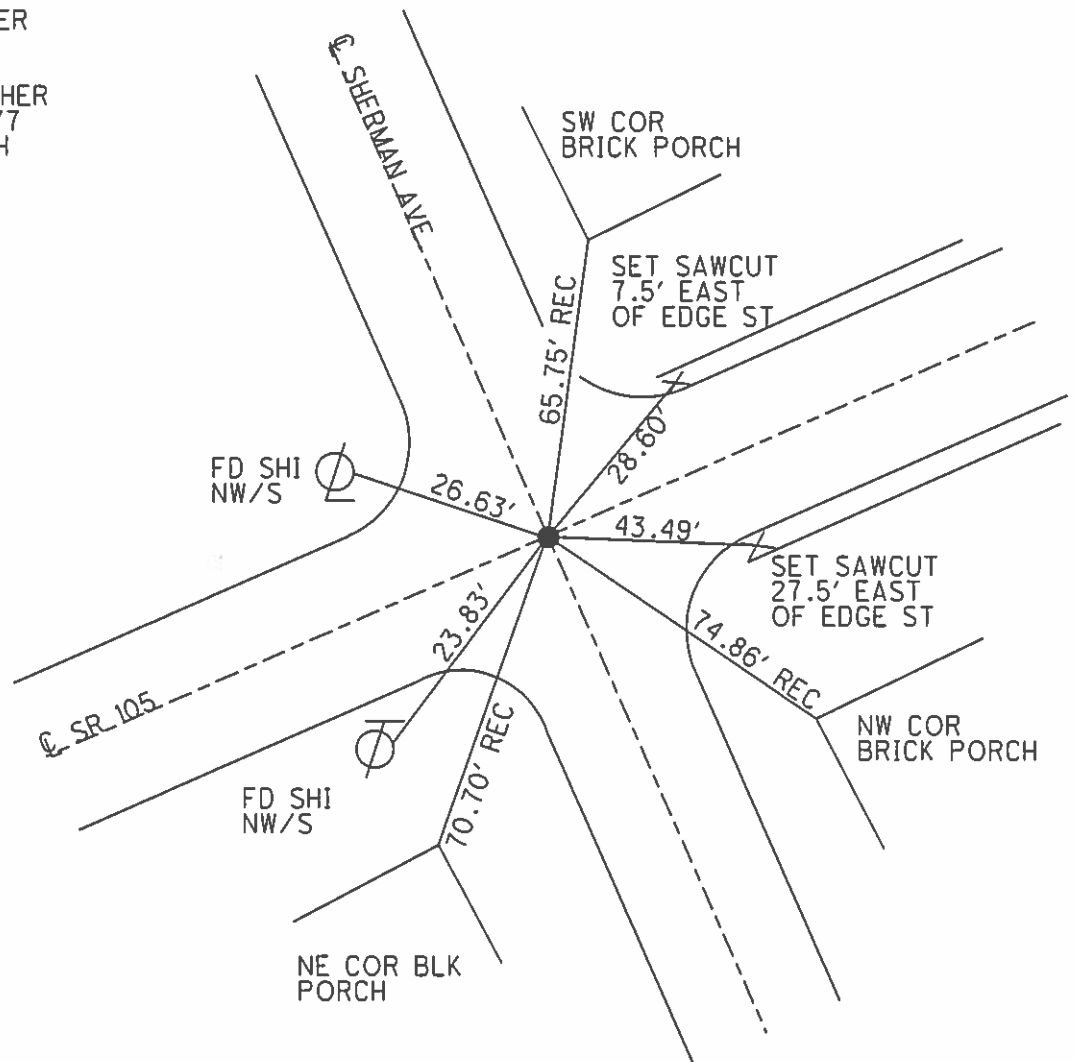 ER
HER
77
H
℄ SHERMAN AVE
SW COR
BRICK PORCH
SET SAWCUT
7.5' EAST
OF EDGE ST
65.75' REC
28.60'
FD SHI
NW/S
26.63'
43.49'
SET SAWCUT
27.5' EAST
OF EDGE ST
23.83'
74.86' REC
℄ SR 105
NW COR
BRICK PORCH
FD SHI
NW/S
70.70' REC
NE COR BLK
PORCH